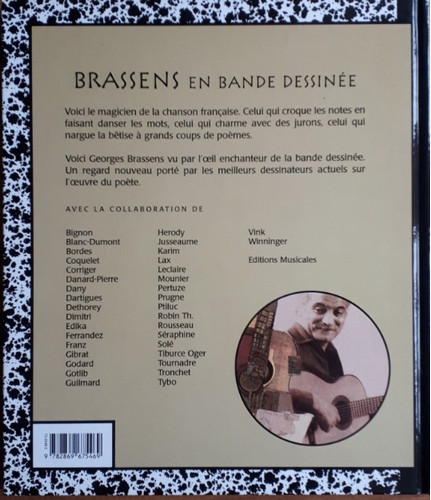 BRASSENS EN BANDE DESSINÉE
Voici le magicien de la chanson française. Celui qui croque les notes en
faisant danser les mots, celui qui charme avec des jurons, celui qui
nargue la bêtise à grands coups de poèmes.
Voici Georges Brassens vu par l'œil enchanteur de la bande dessinée.
Un regard nouveau porté par les meilleurs dessinateurs actuels sur
l'œuvre du poète.
AVEC LA COLLABORATION DE
Bignon
Blanc-Dumont
Bordes
Coquelet
Corriger
Danard-Pierre
Dany
Dartigues
Dethorey
Dimitri
Edika
Ferrandez
Franz
Gibrat
Godard
Gotlib
Guilmard
Herody
Jusseaume
Karim
Lax
Leclaire
Mounier
Pertuze
Prugne
Ptiluc
Robin Th.
Rousseau
Séraphine
Solé
Tiburce Oger
Tournadre
Tronchet
Tybo
Vink
Winninger
Editions Musicales
9782869675469